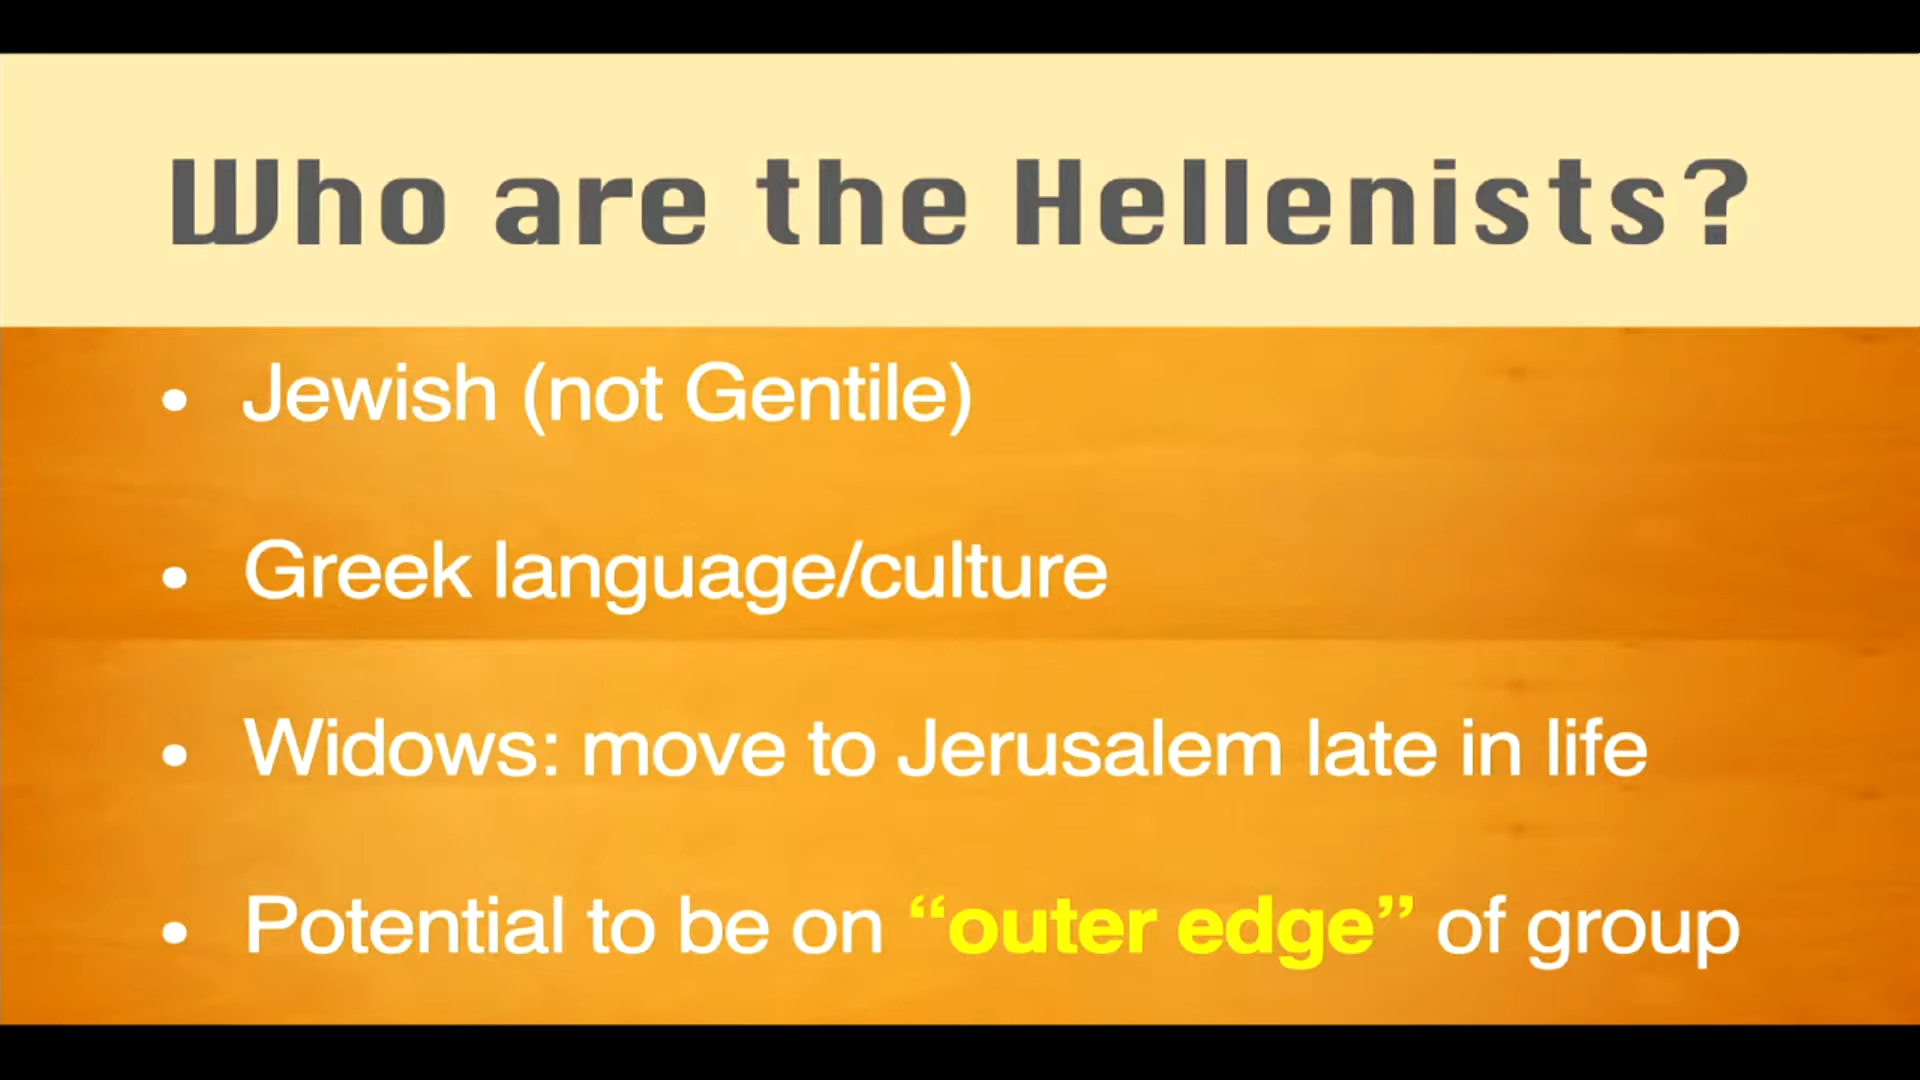 Who are the Hellenists?
• Jewish (not Gentile)
• Greek language/culture
• Widows: move to Jerusalem late in life
• Potential to be on “outer edge” of group